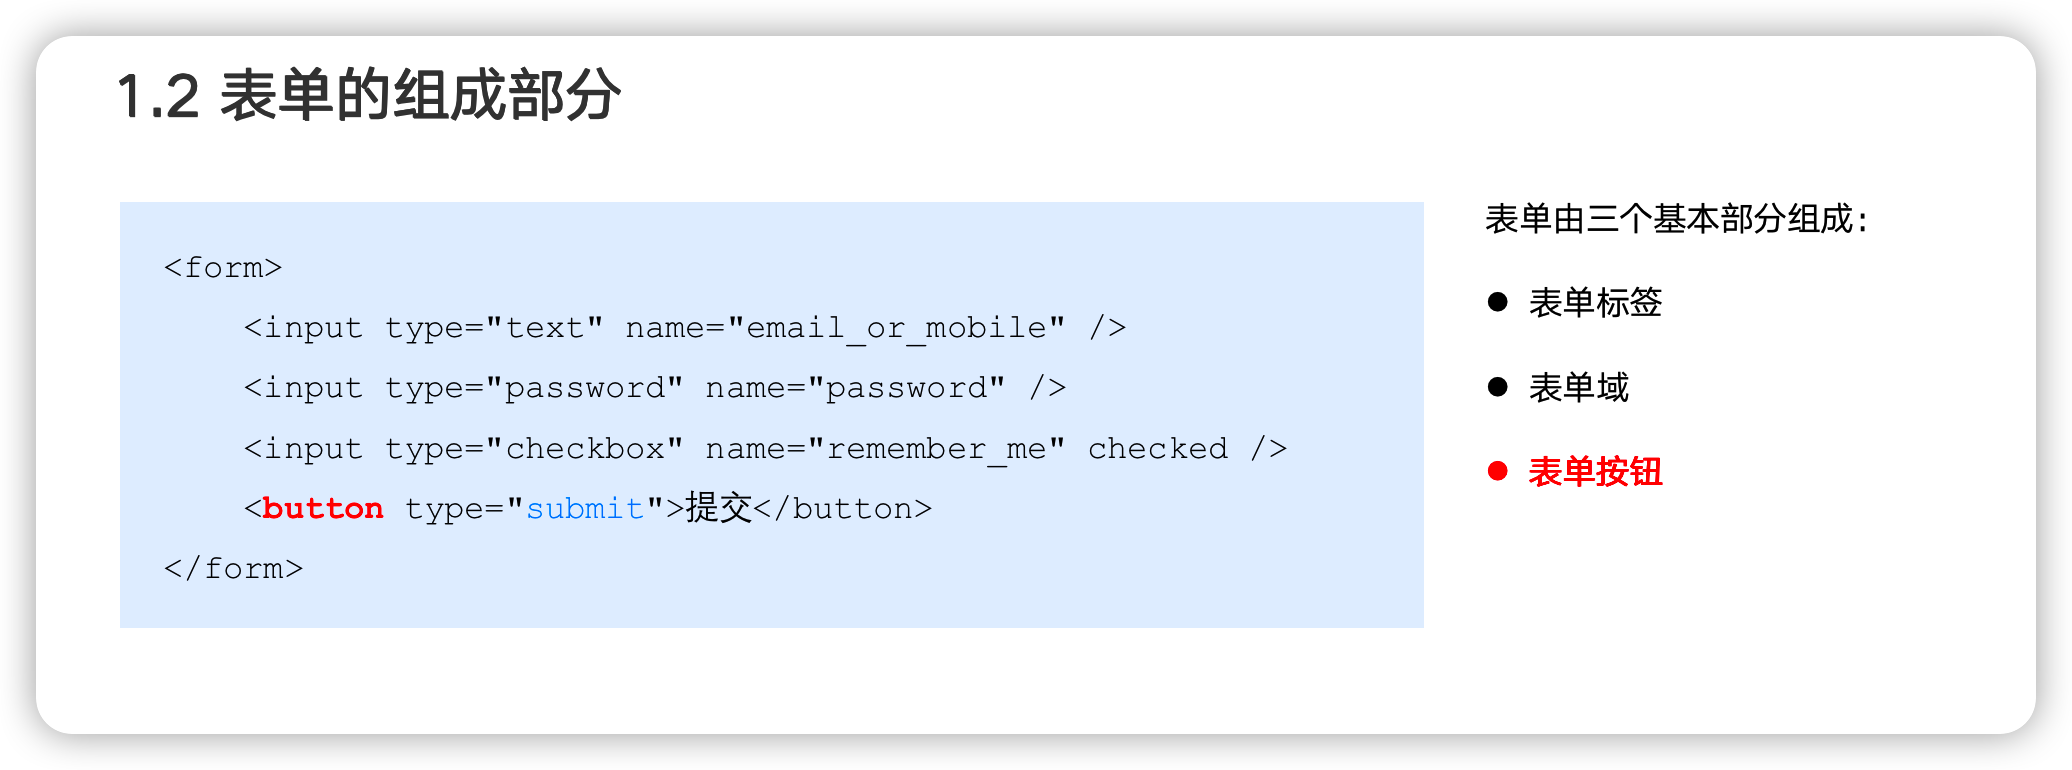 1.2 表单的组成部分
<form>
    <input type="text" name="email_or_mobile" />
    <input type="password" name="password" />
    <input type="checkbox" name="remember_me" checked />
    <button type="submit">提交</button>
</form>
表单由三个基本部分组成:
● 表单标签
● 表单域
● 表单按钮